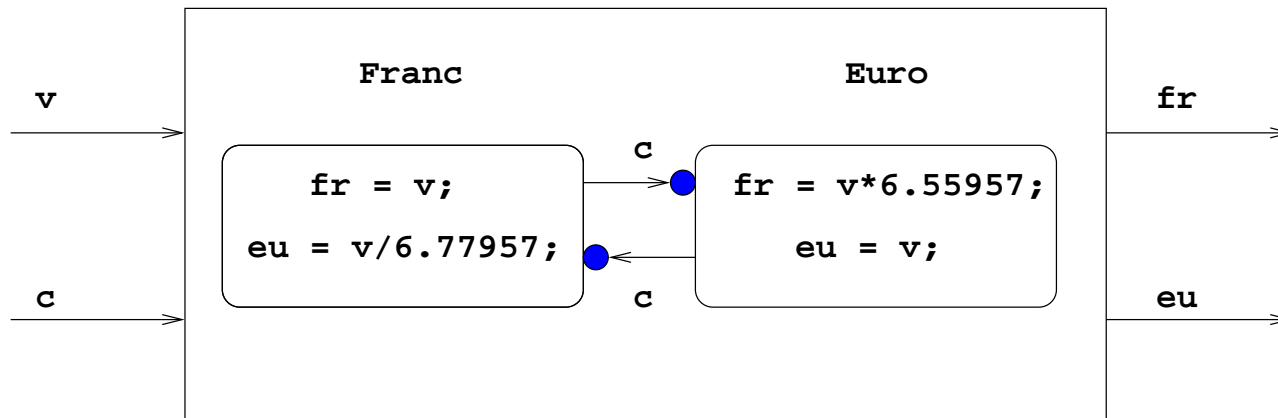 Franc
Euro
v
fr
c
fr = v;
fr = v*6.55957;
eu = v/6.77957;
eu = v;
c
c
eu